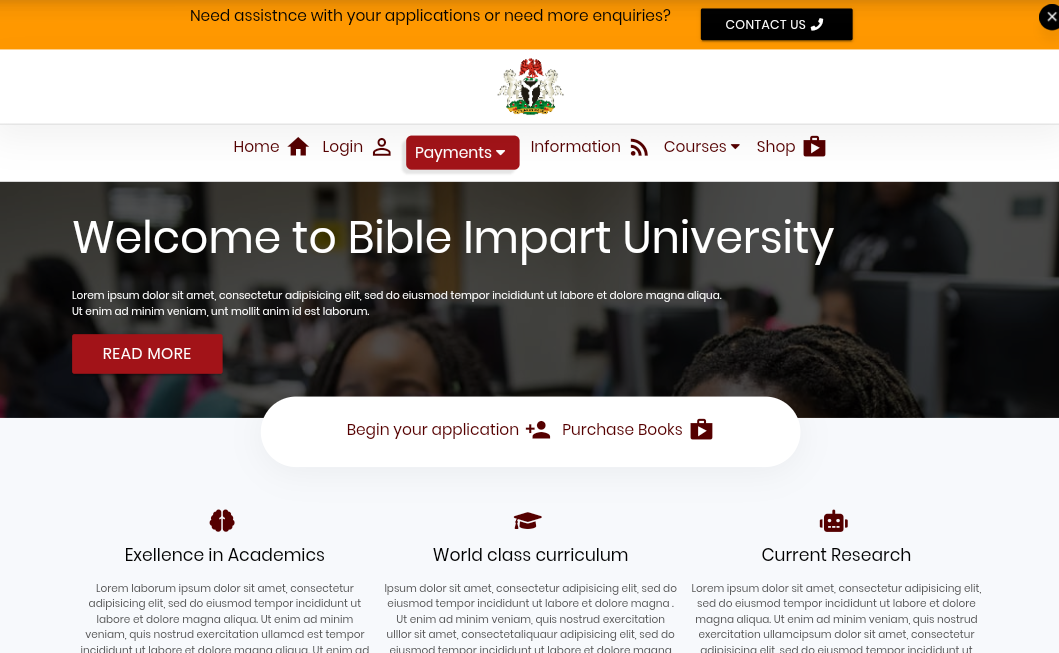 Need assistnce with your applications or need more enquiries?
CONTACT US
Home Login Payments Information Courses Shop
Welcome to Bible Impart University
Lorem ipsum dolor sit amet, consectetur adipisicing elit, sed do eiusmod tempor incididunt ut labore et dolore magna aliqua.
Ut enim ad minim veniam, unt mollit anim id est laborum.
READ MORE
Begin your application Purchase Books
Exellence in Academics
Lorem laborum ipsum dolor sit amet, consectetur
adipisicing elit, sed do eiusmod tempor incididunt ut
labore et dolore magna aliqua. Ut enim ad minim
veniam, quis nostrud exercitation ullamcd est tempor
incididunt ut labore et dolore magna aliqua. Ut enim ad
World class curriculum
Ipsum dolor sit amet, consectetur adipisicing elit, sed do
eiusmod tempor incididunt ut labore et dolore magna .
Ut enim ad minim veniam, quis nostrud exercitation
ulllor sit amet, consectetaliquaur adipisicing elit, sed do
eiusmod tempor incididunt ut labore et dolore magna
Current Research
Lorem ipsum dolor sit amet, consectetur adipisicing elit,
sed do eiusmod tempor incididunt ut labore et dolore
magna aliqua. Ut enim ad minim veniam, quis nostrud
exercitation ullamcipsum dolor sit amet, consectetur
adipisicing elit, sed do eiusmod tempor incididunt ut